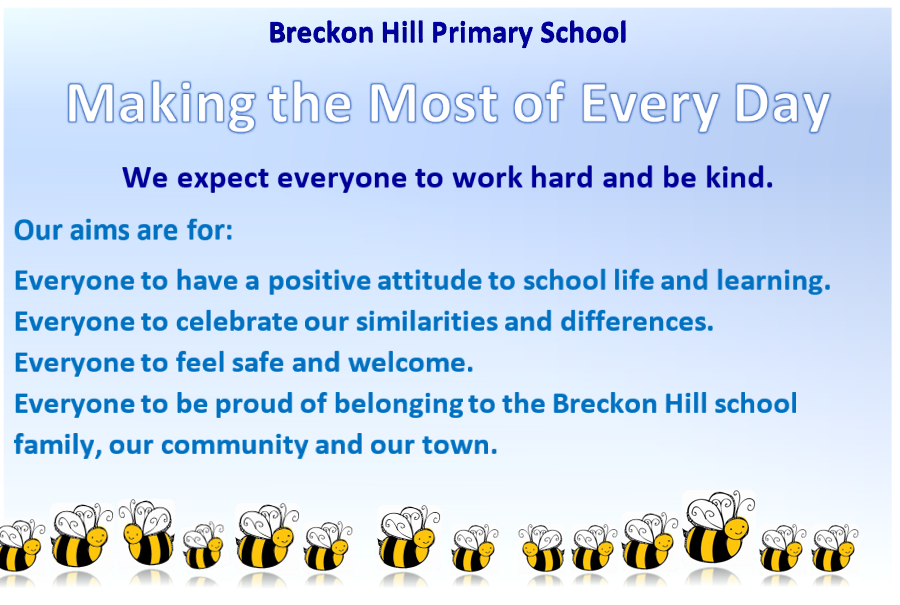 Breckon Hill Primary School
Making the Most of Every Day
We expect everyone to work hard and be kind.
Our aims are for:
Everyone to have a positive attitude to school life and learning.
Everyone to celebrate our similarities and differences.
Everyone to feel safe and welcome.
Everyone to be proud of belonging to the Breckon Hill school
family, our community and our town.